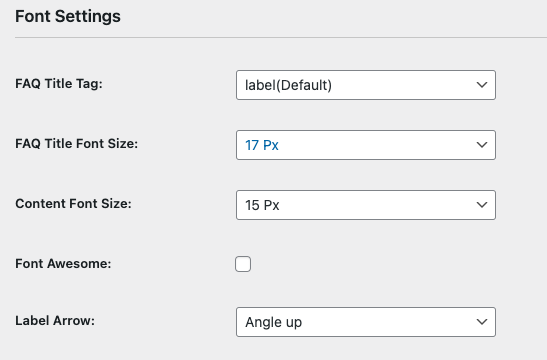 Font Settings
FAQ Title Tag: label(Default)
FAQ Title Font Size: 17 Px
Content Font Size: 15 Px
Font Awesome:
Label Arrow: Angle up